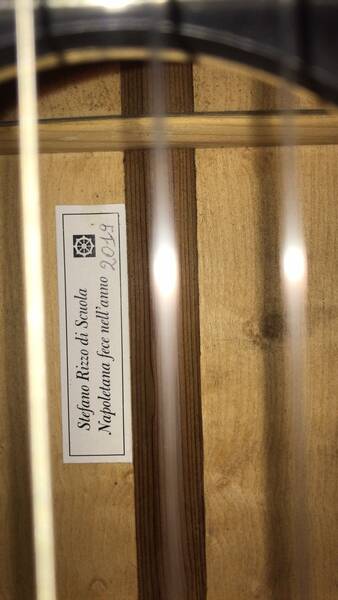 Stefano Rizzo di Scuola
Napoletana fece nell'anno 2019